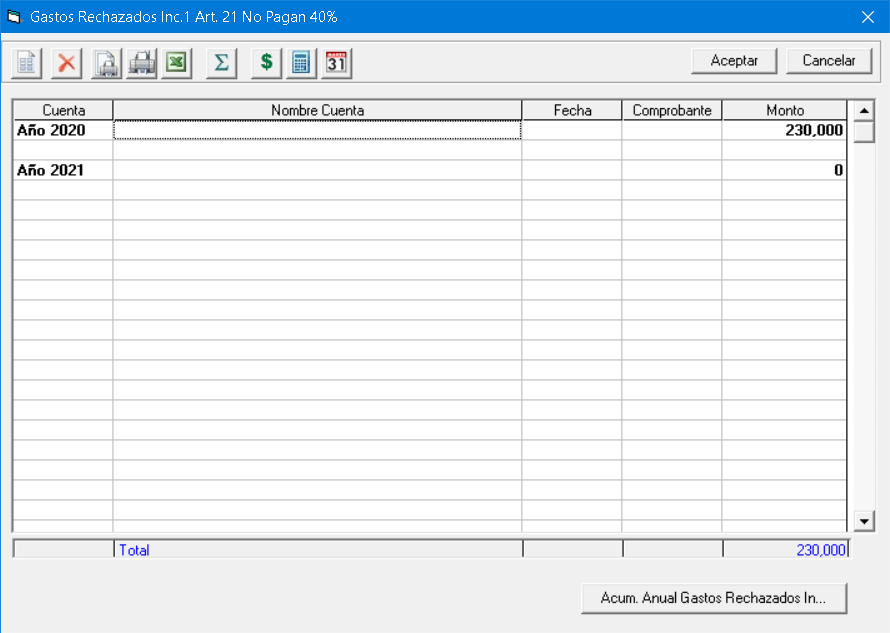 Gastos Rechazados Inc.1 Art. 21 No Pagan 40%
Σ $ 31 Aceptar Cancelar
Cuenta Nombre Cuenta Fecha Comprobante Monto
Año 2020 230,000
Año 2021 0
Total 230,000
Acum. Anual Gastos Rechazados In...